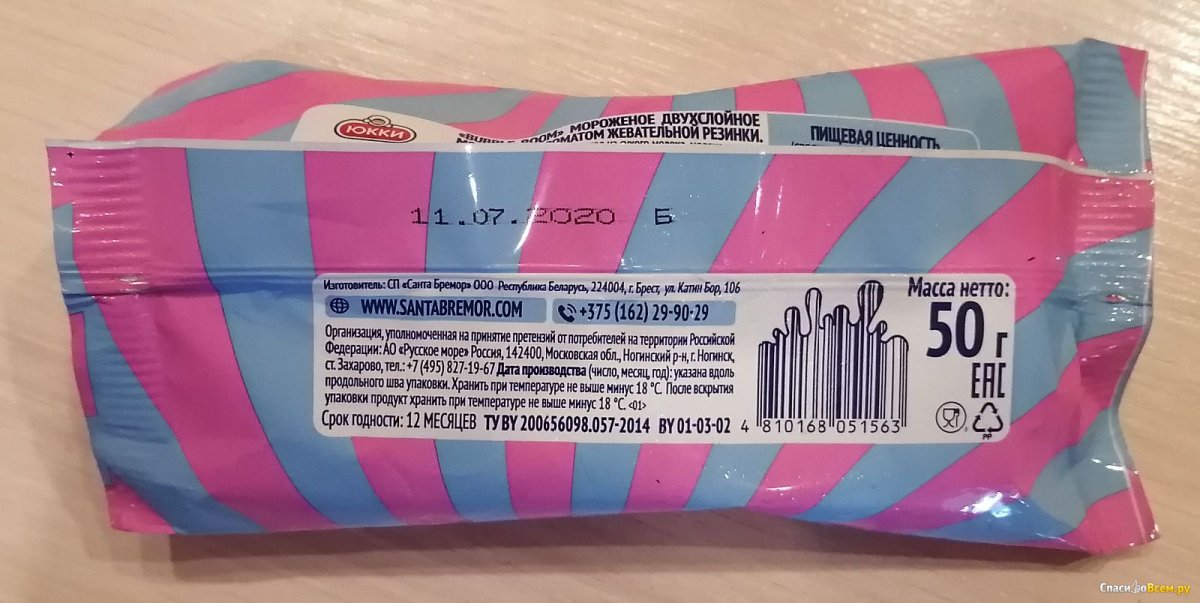 ЮККИ
МОРОЖЕНОЕ ДВУХСЛОЙНОЕ
АРОМАТОМ ЖЕВАТЕЛЬНОЙ РЕЗИНКИ.
ПИЩЕВАЯ ЦЕННОСТЬ
11.07.2020 Б
Изготовитель: СП «Санта Бремор» ООО Республика Беларусь, 224004, г. Брест, ул. Катин Бор, 106
WWW.SANTABREMOR.COM +375 (162) 29-90-29
Организация, уполномоченная на принятие претензий от потребителей на территории Российской
Федерации: АО «Русское море» Россия, 142400, Московская обл., Ногинский р-н, г. Ногинск,
ст. Захарово, тел.: +7 (495) 827-19-67 Дата производства (число, месяц, год): указана вдоль
продольного шва упаковки. Хранить при температуре не выше минус 18 °С. После вскрытия
упаковки продукт хранить при температуре не выше минус 18 °С. <01>
Срок годности: 12 МЕСЯЦЕВ ТУ BY 200656098.057-2014 BY 01-03-02
4 810168 051563
Масса нетто:
50 г
ЕАС
PP
СпасибоВсем.ру